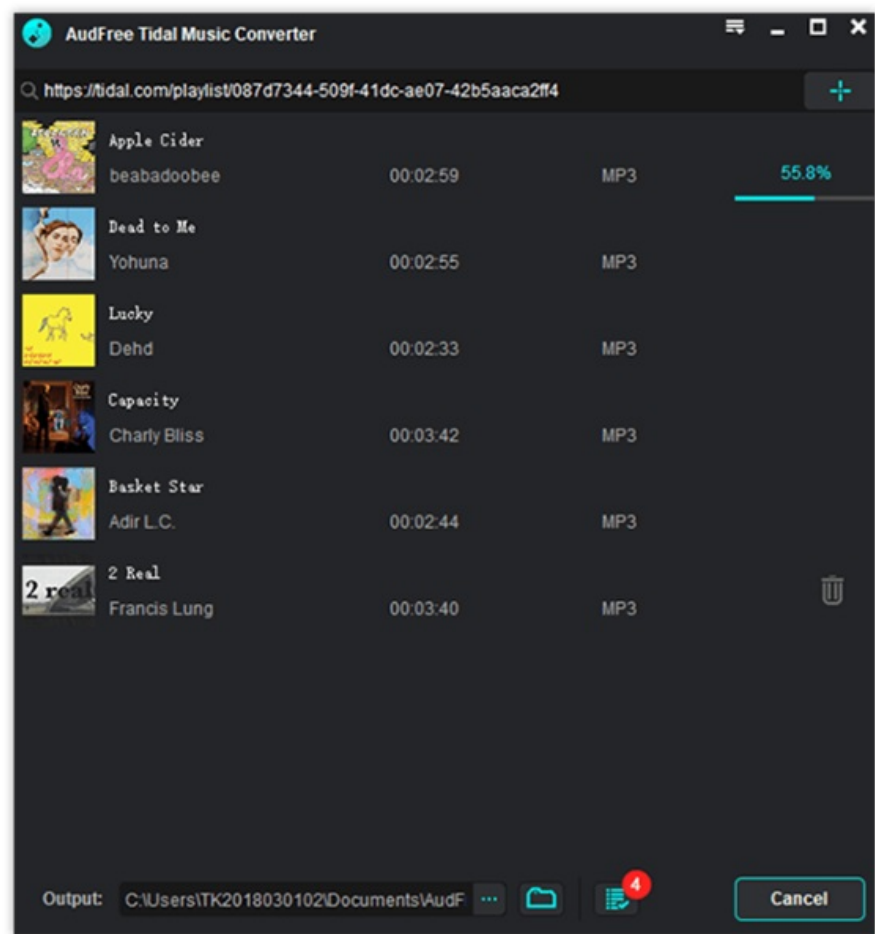 AudFree Tidal Music Converter
https://tidal.com/playlist/087d7344-509f-41dc-ae07-42b5aaca2ff4
Apple Cider
beabadoobee 00:02:59 MP3 55.8%
Dead to Me
Yohuna 00:02:55 MP3
Lucky
Dehd 00:02:33 MP3
Capacity
Charly Bliss 00:03:42 MP3
Basket Star
Adir L.C. 00:02:44 MP3
2 real
2 Real
Francis Lung 00:03:40 MP3
Output: C:\Users\TK2018030102\Documents\AudF ... 4 Cancel